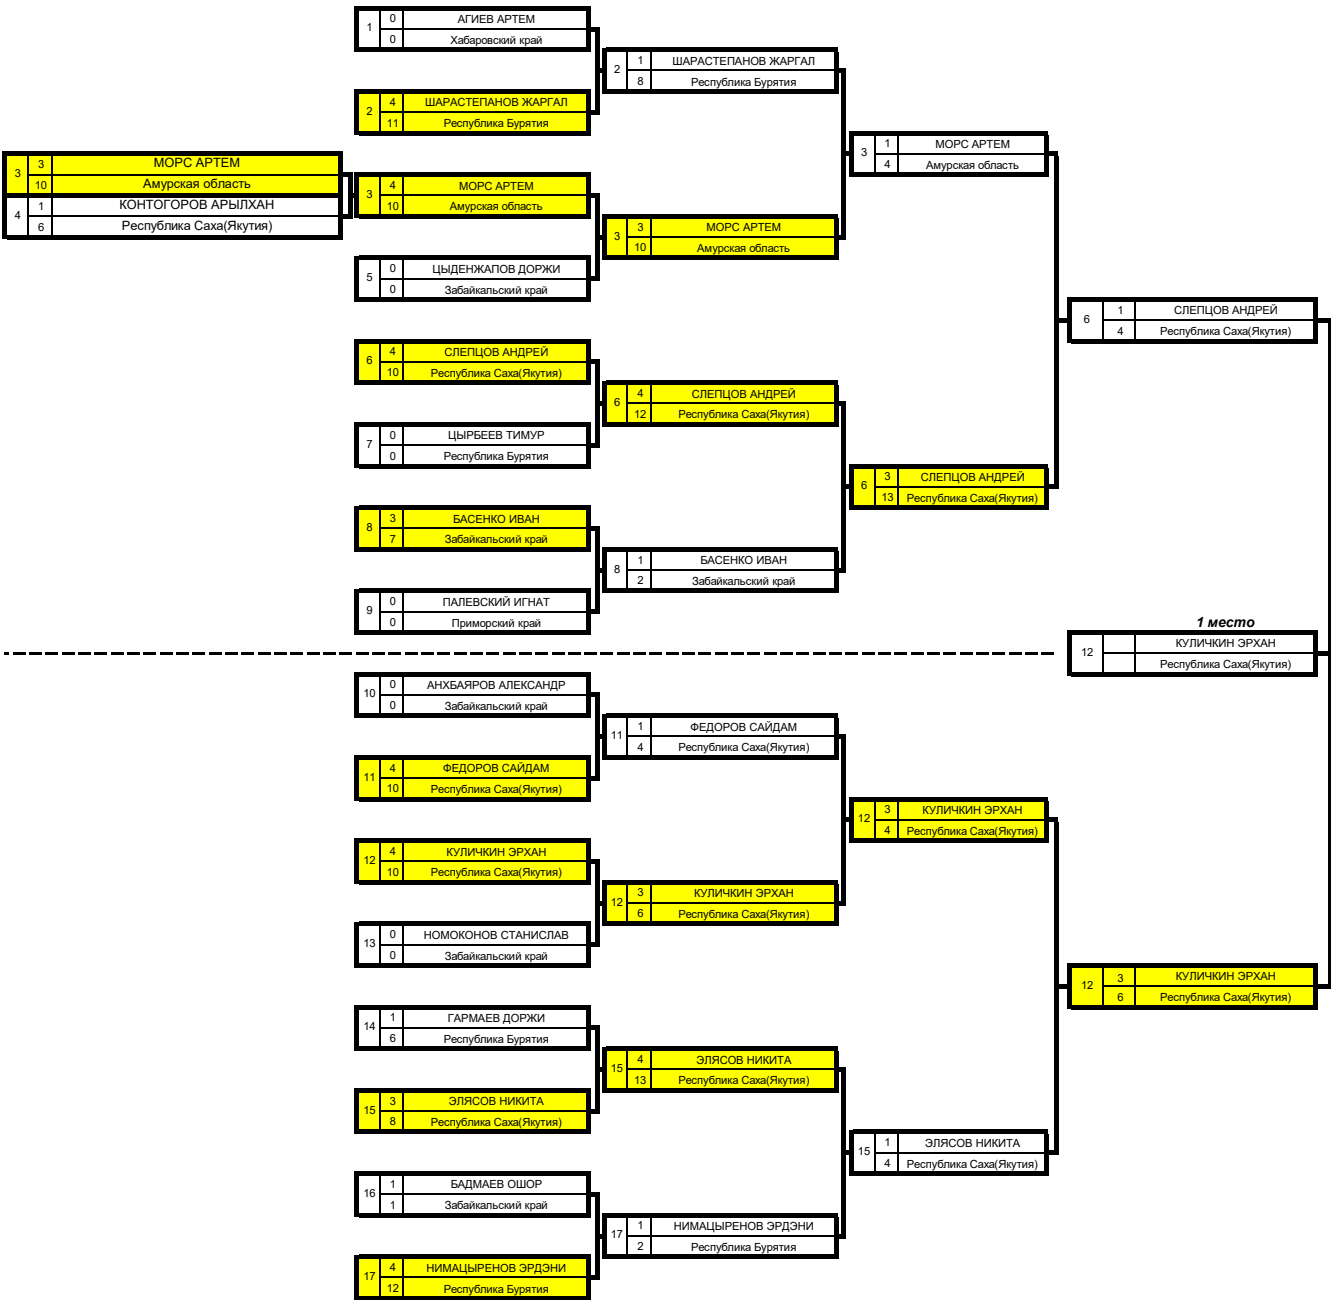 1
0
АГИЕВ АРТЕМ
0
Хабаровский край
2
4
ШАРАСТЕПАНОВ ЖАРГАЛ
11
Республика Бурятия
3
3
МОРС АРТЕМ
10
Амурская область
4
1
КОНТОГОРОВ АРЫЛХАН
6
Республика Саха(Якутия)
3
4
МОРС АРТЕМ
10
Амурская область
5
0
ЦЫДЕНЖАПОВ ДОРЖИ
0
Забайкальский край
6
4
СЛЕПЦОВ АНДРЕЙ
10
Республика Саха(Якутия)
7
0
ЦЫРБЕЕВ ТИМУР
0
Республика Бурятия
8
3
БАСЕНКО ИВАН
7
Забайкальский край
9
0
ПАЛЕВСКИЙ ИГНАТ
0
Приморский край
10
0
АНХБАЯРОВ АЛЕКСАНДР
0
Забайкальский край
11
4
ФЕДОРОВ САЙДАМ
10
Республика Саха(Якутия)
12
4
КУЛИЧКИН ЭРХАН
10
Республика Саха(Якутия)
13
0
НОМОКОНОВ СТАНИСЛАВ
0
Забайкальский край
14
1
ГАРМАЕВ ДОРЖИ
6
Республика Бурятия
15
3
ЭЛЯСОВ НИКИТА
8
Республика Саха(Якутия)
16
1
БАДМАЕВ ОШОР
1
Забайкальский край
17
4
НИМАЦЫРЕНОВ ЭРДЭНИ
12
Республика Бурятия
2
1
ШАРАСТЕПАНОВ ЖАРГАЛ
8
Республика Бурятия
3
3
МОРС АРТЕМ
10
Амурская область
6
4
СЛЕПЦОВ АНДРЕЙ
12
Республика Саха(Якутия)
8
1
БАСЕНКО ИВАН
2
Забайкальский край
11
1
ФЕДОРОВ САЙДАМ
4
Республика Саха(Якутия)
12
3
КУЛИЧКИН ЭРХАН
6
Республика Саха(Якутия)
15
4
ЭЛЯСОВ НИКИТА
13
Республика Саха(Якутия)
17
1
НИМАЦЫРЕНОВ ЭРДЭНИ
2
Республика Бурятия
3
1
МОРС АРТЕМ
4
Амурская область
6
3
СЛЕПЦОВ АНДРЕЙ
13
Республика Саха(Якутия)
12
3
КУЛИЧКИН ЭРХАН
4
Республика Саха(Якутия)
15
1
ЭЛЯСОВ НИКИТА
4
Республика Саха(Якутия)
6
1
СЛЕПЦОВ АНДРЕЙ
4
Республика Саха(Якутия)
1 место
12
КУЛИЧКИН ЭРХАН
Республика Саха(Якутия)
12
3
КУЛИЧКИН ЭРХАН
6
Республика Саха(Якутия)